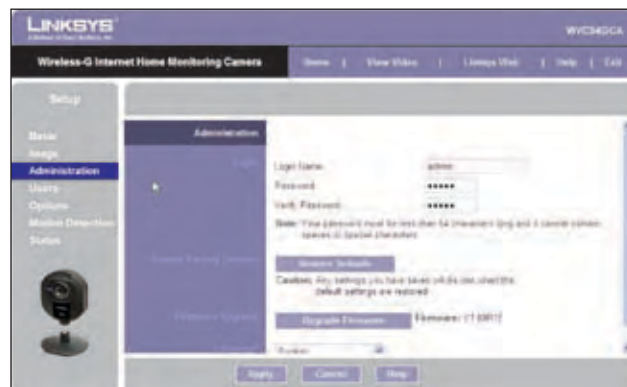 LINKSYS
WVC54GCA
Wireless-G Internet Home Monitoring Camera
Home | View Video | Linksys Web | Help | Exit
Setup
Basic
Image
Administration
Users
Options
Motion Detection
Status
Administration
Login
Login Name:
admin
Password:
•••••
Verify Password:
•••••
Note: Your password must be less than 64 characters long and it cannot contain
spaces or special characters.
Restore Defaults
Caution: Any settings you have saved will be lost when the
default settings are restored.
Firmware Upgrade
Upgrade Firmware
Firmware:
Apply
Cancel
Help